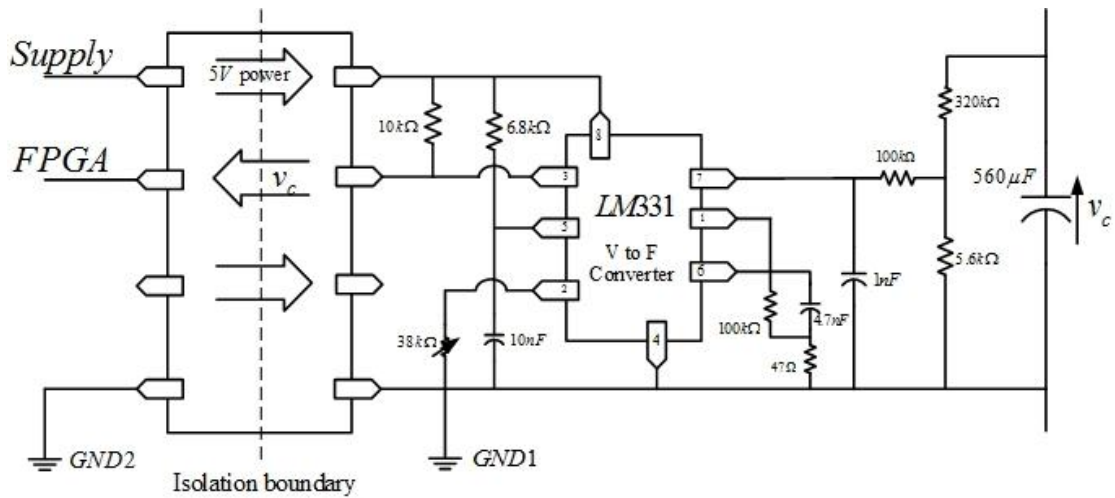 Supply
5V power
FPGA
v_c
10kΩ
6.8kΩ
8
3
5
2
LM331
V to F
Converter
7
1
6
4
38kΩ
10nF
100kΩ
4.7nF
47Ω
1nF
100kΩ
320kΩ
5.6kΩ
560μF
v_c
GND2
GND1
Isolation boundary